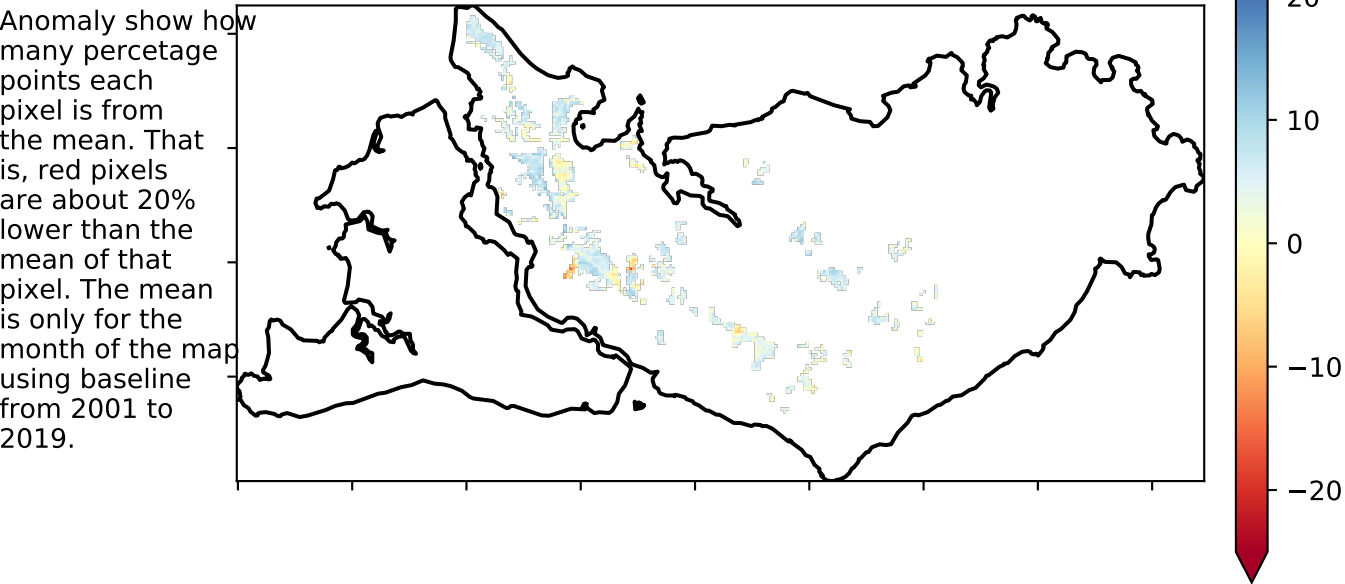 Anomaly show how
many percetage
points each
pixel is from
the mean. That
is, red pixels
are about 20%
lower than the
mean of that
pixel. The mean
is only for the
month of the map
using baseline
from 2001 to
2019.
20
10
0
−10
−20